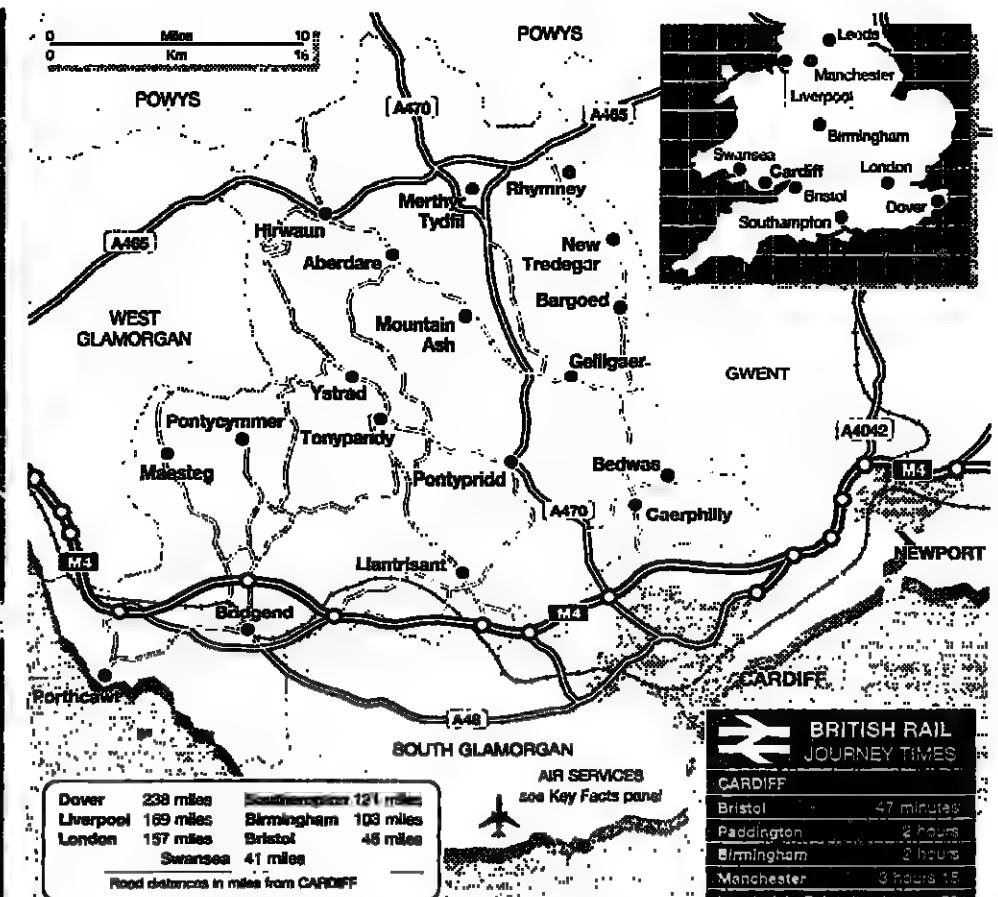 0 Miles 10
0 Km 16
POWYS
POWYS
A470
A465
Leeds
Manchester
Liverpool
Birmingham
Swansea
Cardiff
London
Bristol
Dover
Southampton
Merthyr
Tydfil
Rhymney
Hirwaun
A465
Aberdare
New
Tredegar
Bargoed
WEST
GLAMORGAN
Mountain
Ash
Gelligaer
GWENT
Ystrad
Pontycymmer
Tonypandy
A4042
Maesteg
Pontypridd
Bedwas
M4
A470
Caerphilly
M4
NEWPORT
Llantrisant
M4
Bridgend
Porthcawl
CARDIFF
A48
SOUTH GLAMORGAN
AIR SERVICES
see Key Facts panel
Dover 238 miles Southampton 121 miles
Liverpool 169 miles Birmingham 103 miles
London 157 miles Bristol 45 miles
Swansea 41 miles
Road distances in miles from CARDIFF
BRITISH RAIL
JOURNEY TIMES
CARDIFF
Bristol 47 minutes
Paddington 2 hours
Birmingham 2 hours
Manchester 3 hours 15